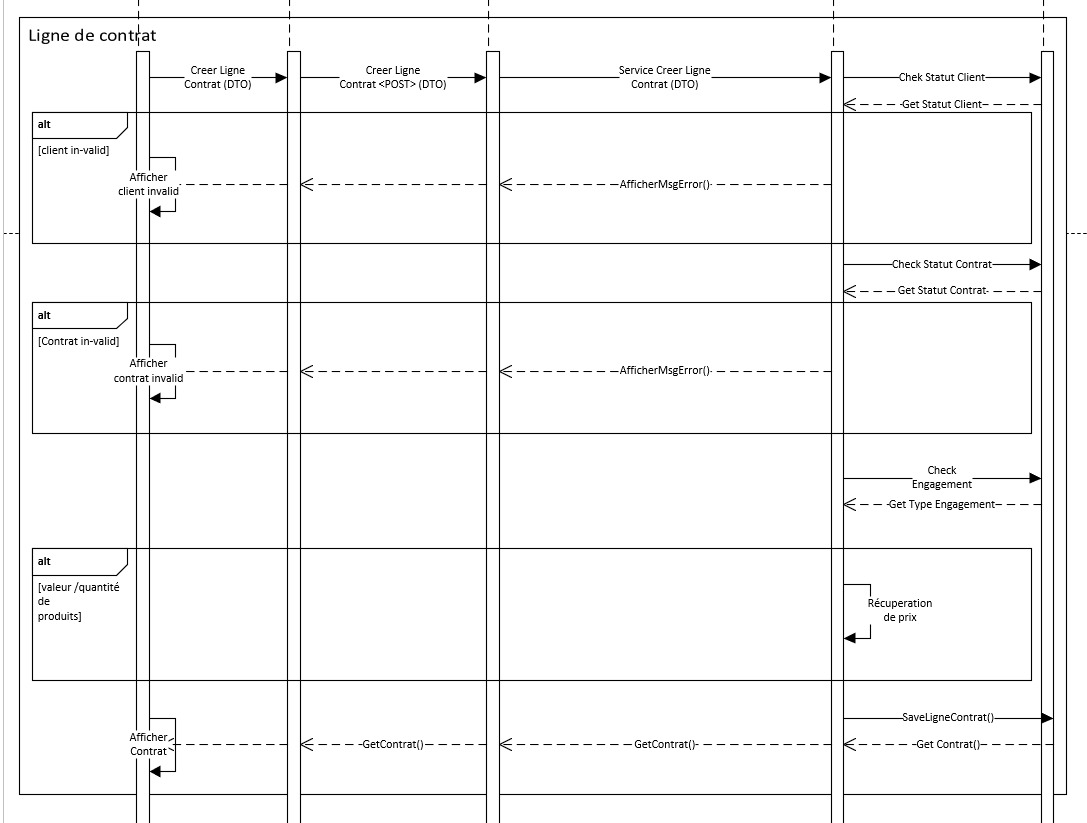 Ligne de contrat
Creer Ligne
Contrat (DTO)
Creer Ligne
Contrat <POST> (DTO)
Service Creer Ligne
Contrat (DTO)
Chek Statut Client
Get Statut Client
alt
[client in-valid]
Afficher
client invalid
AfficherMsgError()
Check Statut Contrat
Get Statut Contrat
alt
[Contrat in-valid]
Afficher
contrat invalid
AfficherMsgError()
Check
Engagement
Get Type Engagement
alt
[valeur /quantité
de
produits]
Récuperation
de prix
SaveLigneContrat()
Afficher
Contrat
GetContrat()
GetContrat()
Get Contrat()